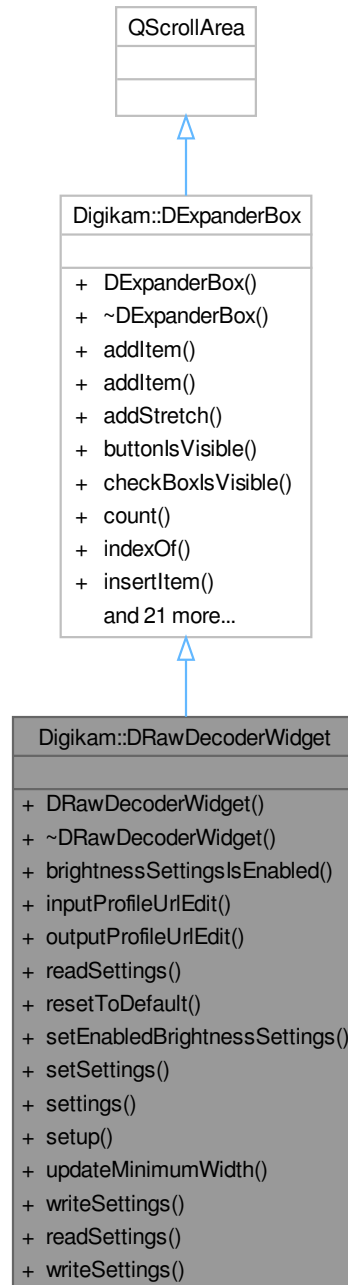 QScrollArea
Digikam::DExpanderBox
+ DExpanderBox()
+ ~DExpanderBox()
+ addItem()
+ addItem()
+ addStretch()
+ buttonIsVisible()
+ checkBoxIsVisible()
+ count()
+ indexOf()
+ insertItem()
and 21 more...
Digikam::DRawDecoderWidget
+ DRawDecoderWidget()
+ ~DRawDecoderWidget()
+ brightnessSettingsIsEnabled()
+ inputProfileUrlEdit()
+ outputProfileUrlEdit()
+ readSettings()
+ resetToDefault()
+ setEnabledBrightnessSettings()
+ setSettings()
+ settings()
+ setup()
+ updateMinimumWidth()
+ writeSettings()
+ readSettings()
+ writeSettings()